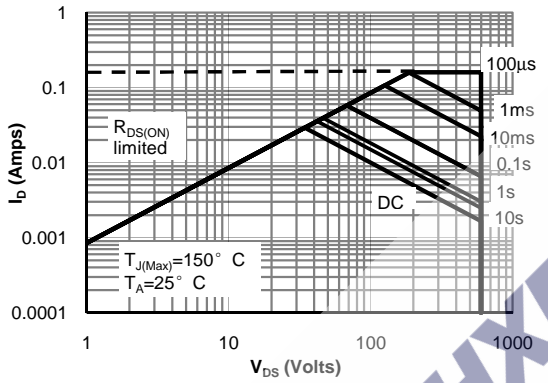 1
100μs
0.1
1ms
R_DS(ON)
limited
10ms
0.1s
0.01
1s
DC
10s
0.001
T_J(Max)=150° C
T_A=25° C
0.0001
1
10
100
1000
V_DS (Volts)
I_D (Amps)